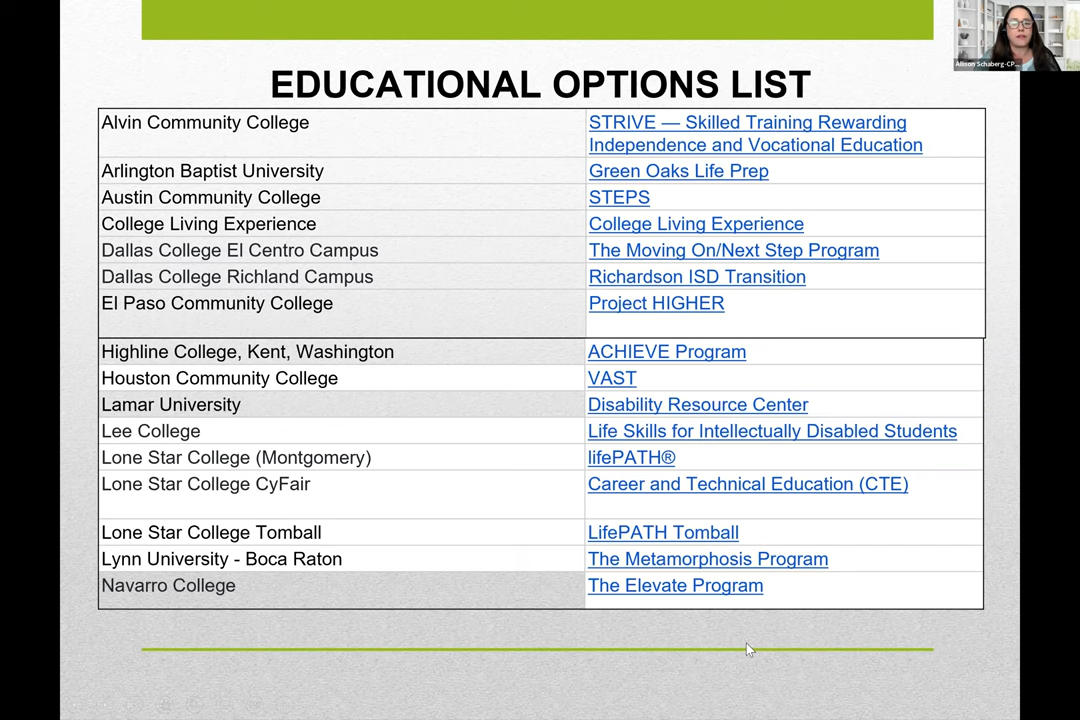 Allison Schaberg-CP...
EDUCATIONAL OPTIONS LIST
Alvin Community College
STRIVE — Skilled Training Rewarding
Independence and Vocational Education
Arlington Baptist University
Green Oaks Life Prep
Austin Community College
STEPS
College Living Experience
College Living Experience
Dallas College El Centro Campus
The Moving On/Next Step Program
Dallas College Richland Campus
Richardson ISD Transition
El Paso Community College
Project HIGHER
Highline College, Kent, Washington
ACHIEVE Program
Houston Community College
VAST
Lamar University
Disability Resource Center
Lee College
Life Skills for Intellectually Disabled Students
Lone Star College (Montgomery)
lifePATH®
Lone Star College CyFair
Career and Technical Education (CTE)
Lone Star College Tomball
LifePATH Tomball
Lynn University - Boca Raton
The Metamorphosis Program
Navarro College
The Elevate Program